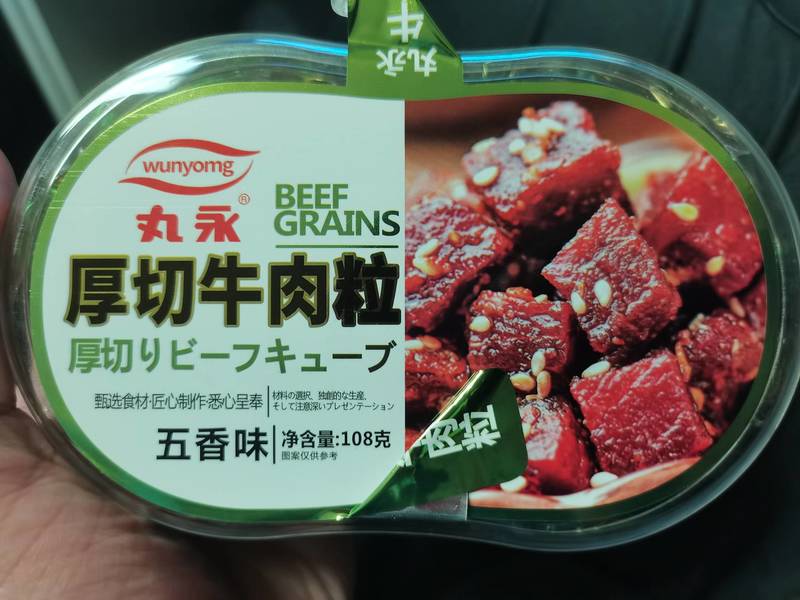 丸永
牛
wunyomg
®
丸永
BEEF
GRAINS
厚切牛肉粒
厚切りビーフキューブ
甄选食材·匠心制作·悉心呈奉
材料の選択、独創的な生産、
そして注意深いプレゼンテーション
五香味
净含量:108克
图案仅供参考
肉粒